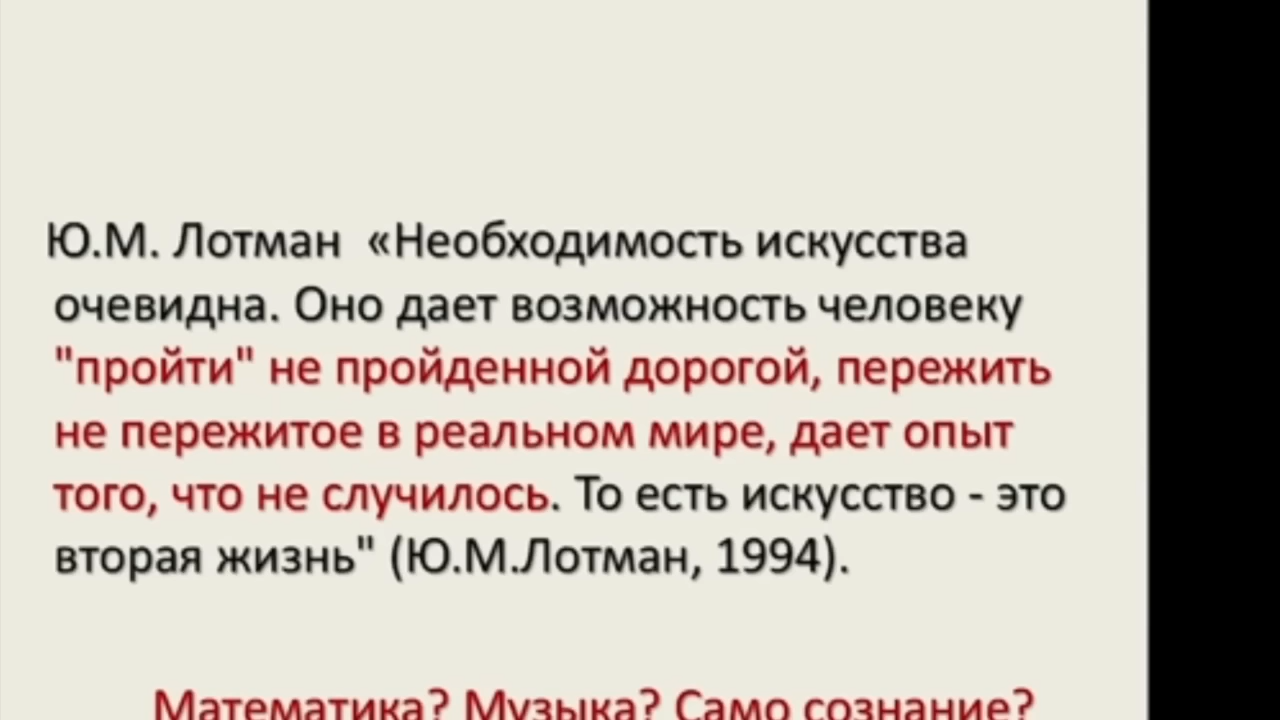 Ю.М. Лотман «Необходимость искусства
очевидна. Оно дает возможность человеку
"пройти" не пройденной дорогой, пережить
не пережитое в реальном мире, дает опыт
того, что не случилось. То есть искусство - это
вторая жизнь" (Ю.М.Лотман, 1994).
Математика? Музыка? Само сознание?